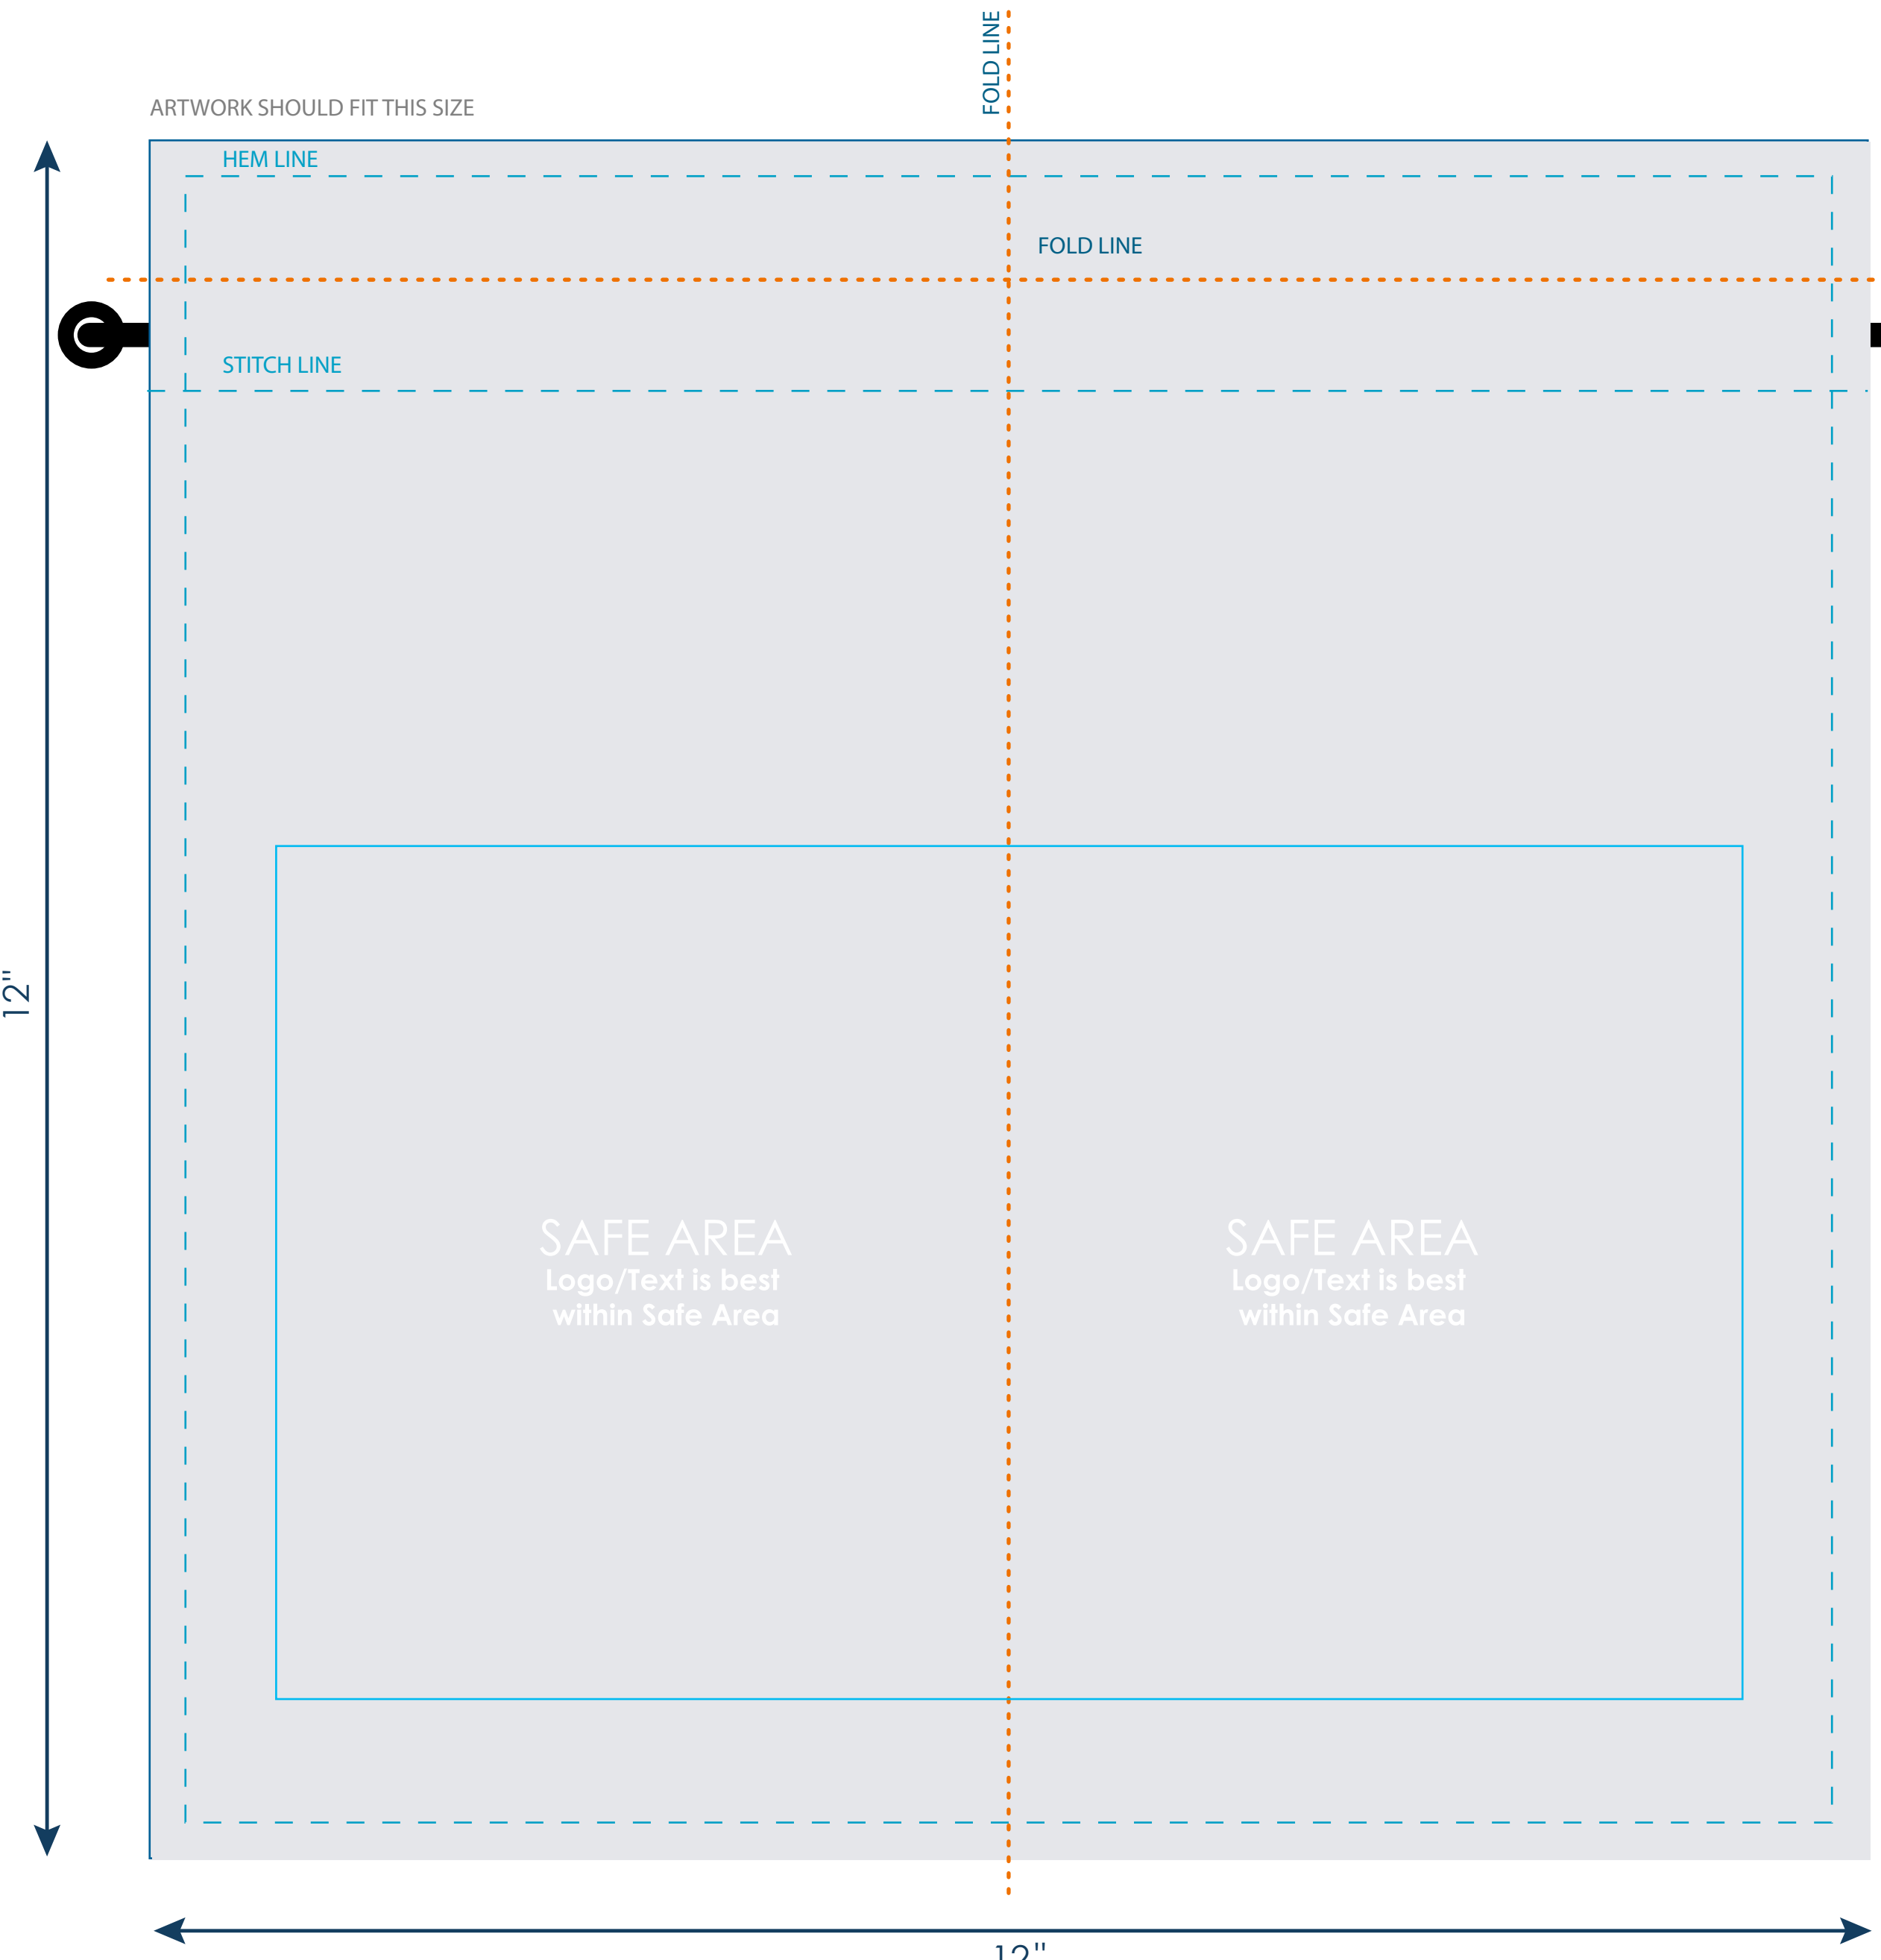 FOLD LINE
ARTWORK SHOULD FIT THIS SIZE
HEM LINE
FOLD LINE
STITCH LINE
12"
SAFE AREA
Logo/Text is best
within Safe Area
SAFE AREA
Logo/Text is best
within Safe Area
12"